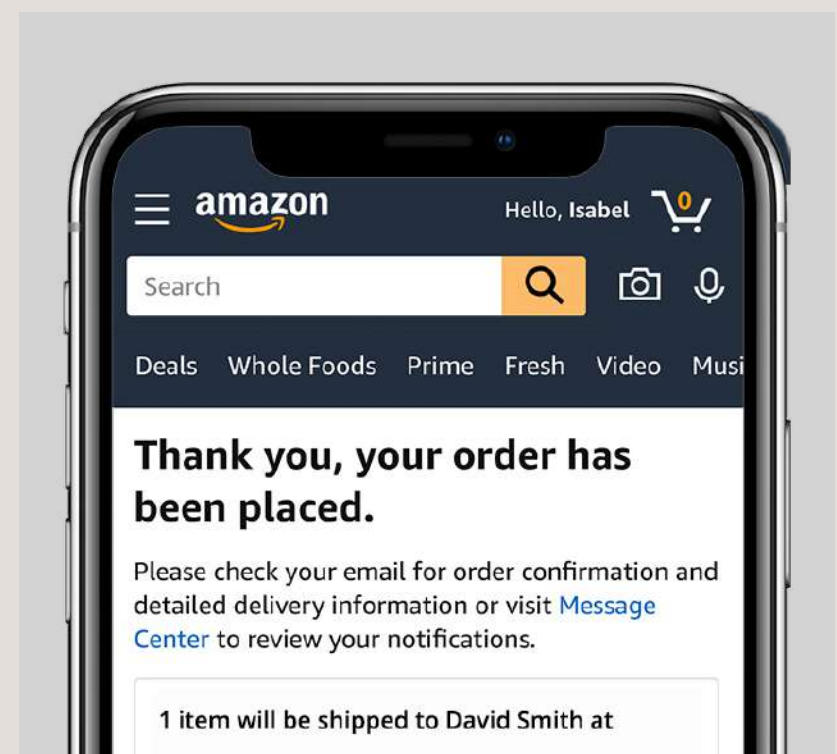 amazon
Hello, Isabel
0
Search
Deals Whole Foods Prime Fresh Video Musi
Thank you, your order has
been placed.
Please check your email for order confirmation and
detailed delivery information or visit Message
Center to review your notifications.
1 item will be shipped to David Smith at